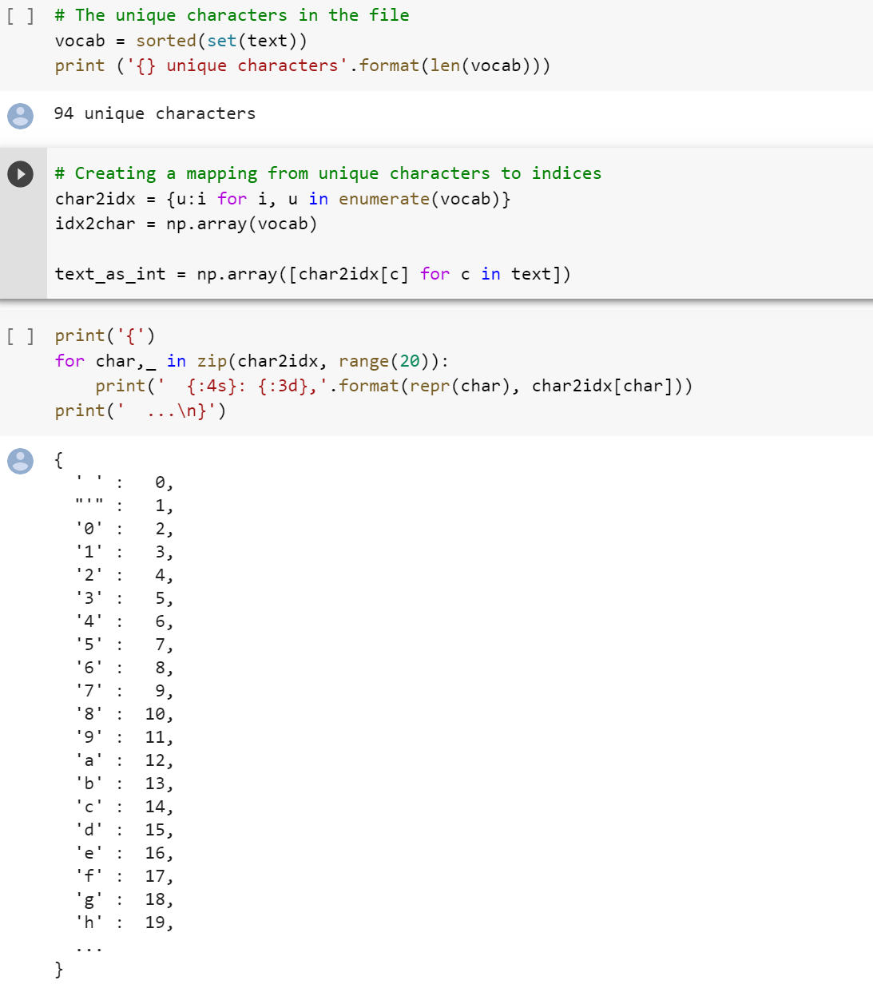 [ ] # The unique characters in the file
vocab = sorted(set(text))
print ('{} unique characters'.format(len(vocab)))
94 unique characters
# Creating a mapping from unique characters to indices
char2idx = {u:i for i, u in enumerate(vocab)}
idx2char = np.array(vocab)
text_as_int = np.array([char2idx[c] for c in text])
[ ] print('{')
for char,_ in zip(char2idx, range(20)):
    print('  {:4s}: {:3d},'.format(repr(char), char2idx[char]))
print('  ...\n}')
{
  ' ' :   0,
  "'" :   1,
  '0' :   2,
  '1' :   3,
  '2' :   4,
  '3' :   5,
  '4' :   6,
  '5' :   7,
  '6' :   8,
  '7' :   9,
  '8' :  10,
  '9' :  11,
  'a' :  12,
  'b' :  13,
  'c' :  14,
  'd' :  15,
  'e' :  16,
  'f' :  17,
  'g' :  18,
  'h' :  19,
  ...
}